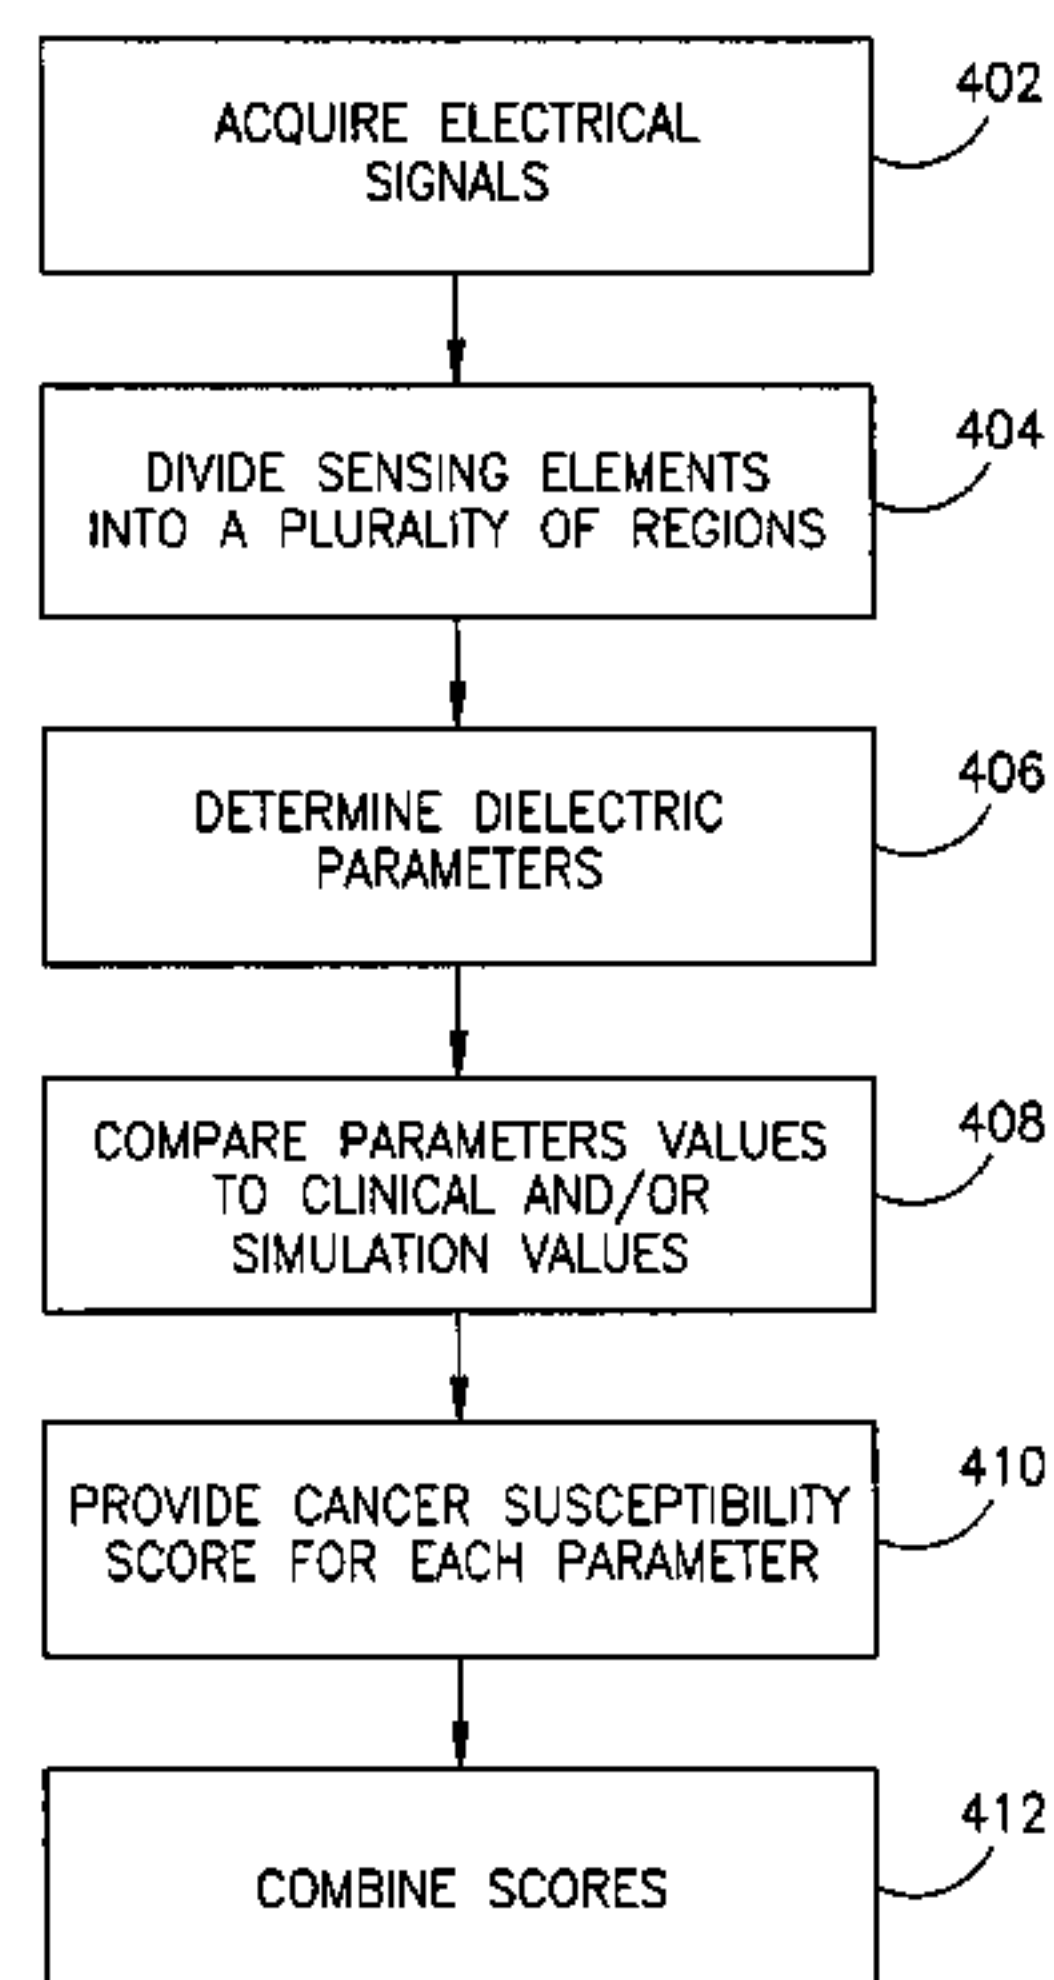 ACQUIRE ELECTRICAL
SIGNALS
402
DIVIDE SENSING ELEMENTS
INTO A PLURALITY OF REGIONS
404
DETERMINE DIELECTRIC
PARAMETERS
406
COMPARE PARAMETERS VALUES
TO CLINICAL AND/OR
SIMULATION VALUES
408
PROVIDE CANCER SUSCEPTIBILITY
SCORE FOR EACH PARAMETER
410
COMBINE SCORES
412